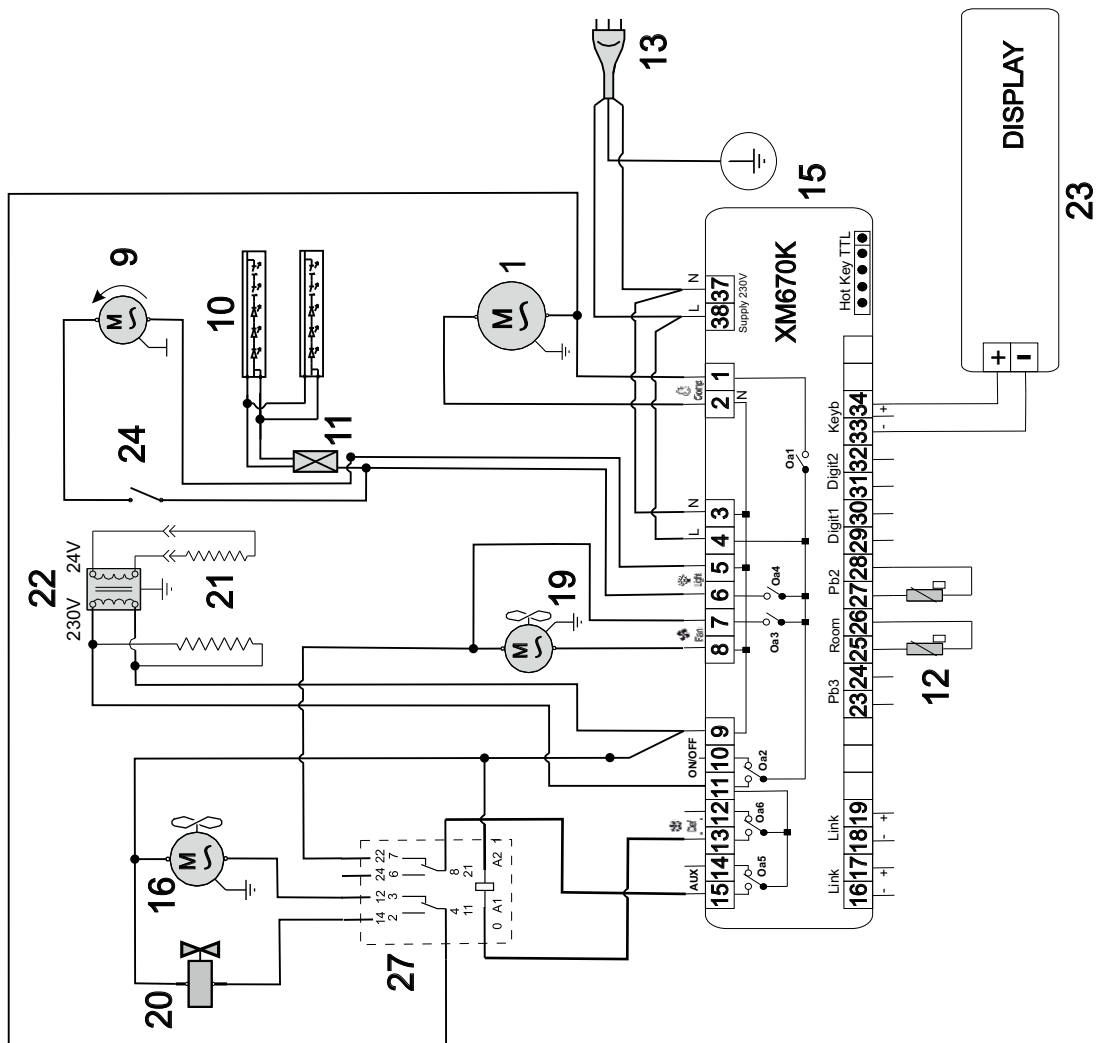 13
DISPLAY
23
15
XM670K
Hot Key TTL
N
L
37
38
Supply 230V
+
-
1
M
9
M
10
11
24
1
2
Comp
N
Oa1
34
33
32
31
30
29
28
27
26
25
24
23
+
-
Keyb
Digit2
Digit1
Pb2
Room
Pb3
N
L
3
4
5
6
7
8
Light
Fan
Oa4
Oa3
12
22
230V
24V
21
19
M
9
10
11
12
13
14
15
ON/OFF
Def
AUX
Oa2
Oa6
Oa5
19
18
17
16
Link
Link
+
-
+
-
16
M
20
27
22
24
12
14
7
6
3
2
8
21
4
11
A2
1
0
A1